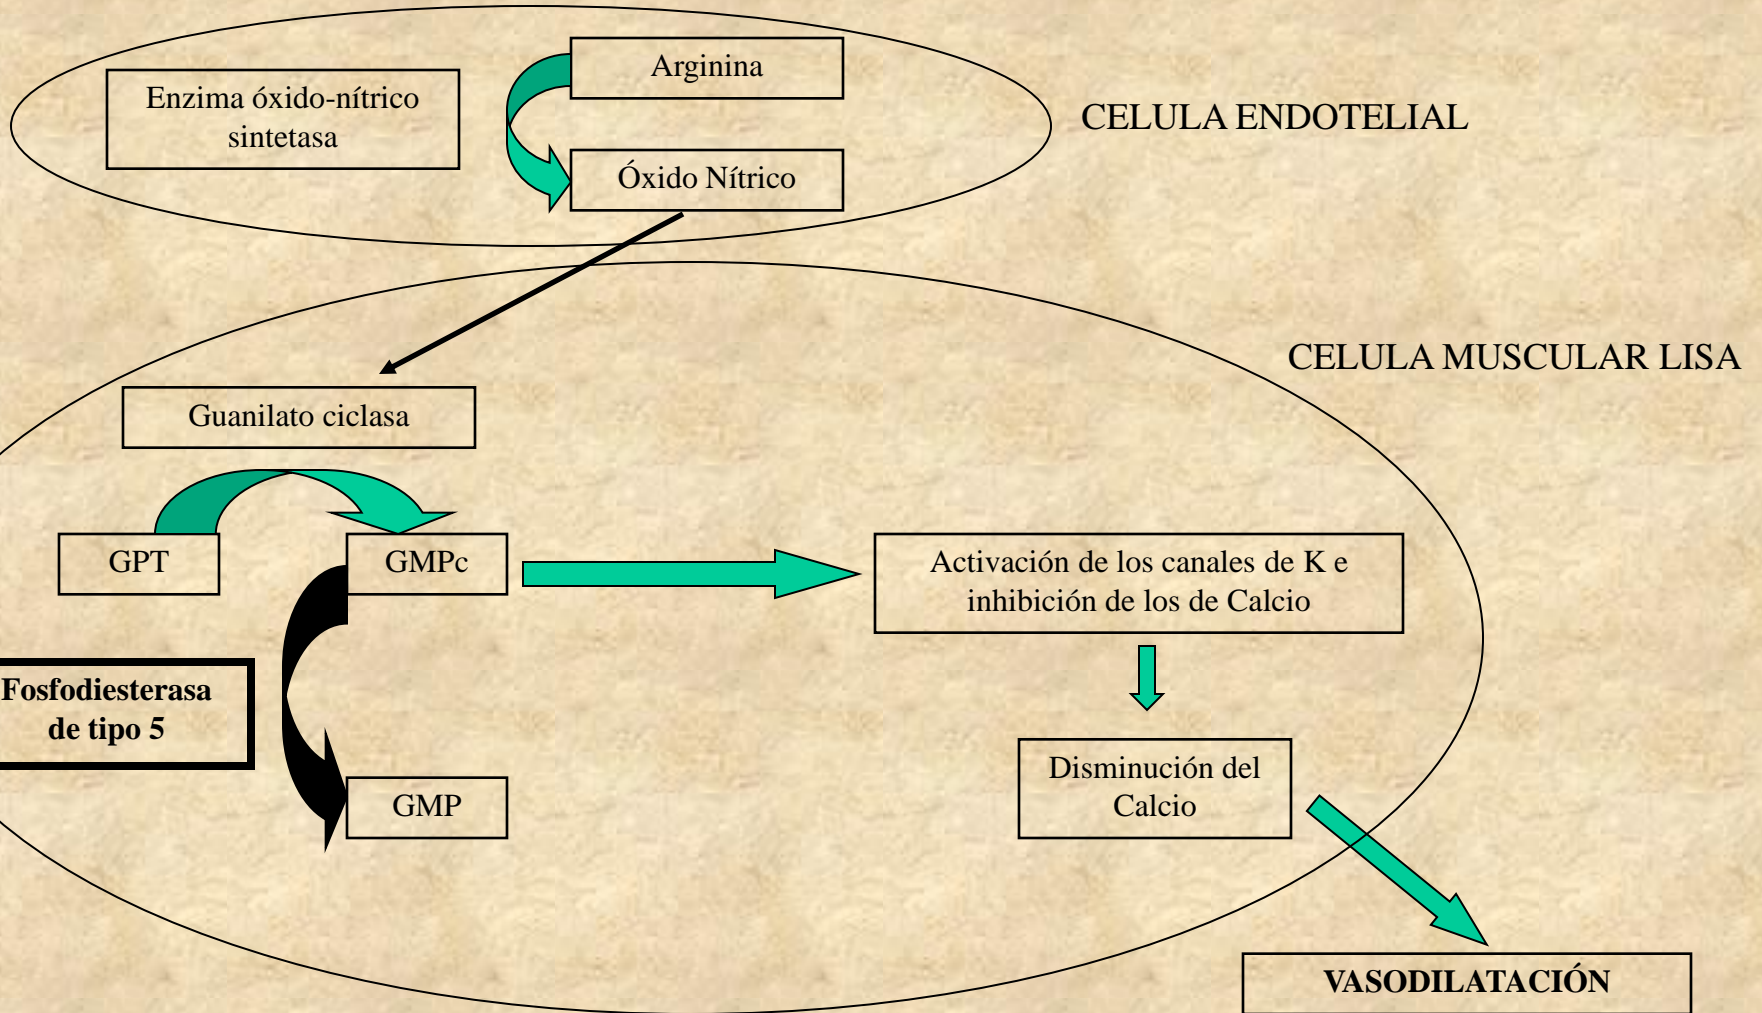 Arginina
Enzima óxido-nítrico
sintetasa
CELULA ENDOTELIAL
Óxido Nítrico
CELULA MUSCULAR LISA
Guanilato ciclasa
GPT
GMPc
Activación de los canales de K e
inhibición de los de Calcio
Fosfodiesterasa
de tipo 5
Disminución del
Calcio
GMP
VASODILATACIÓN